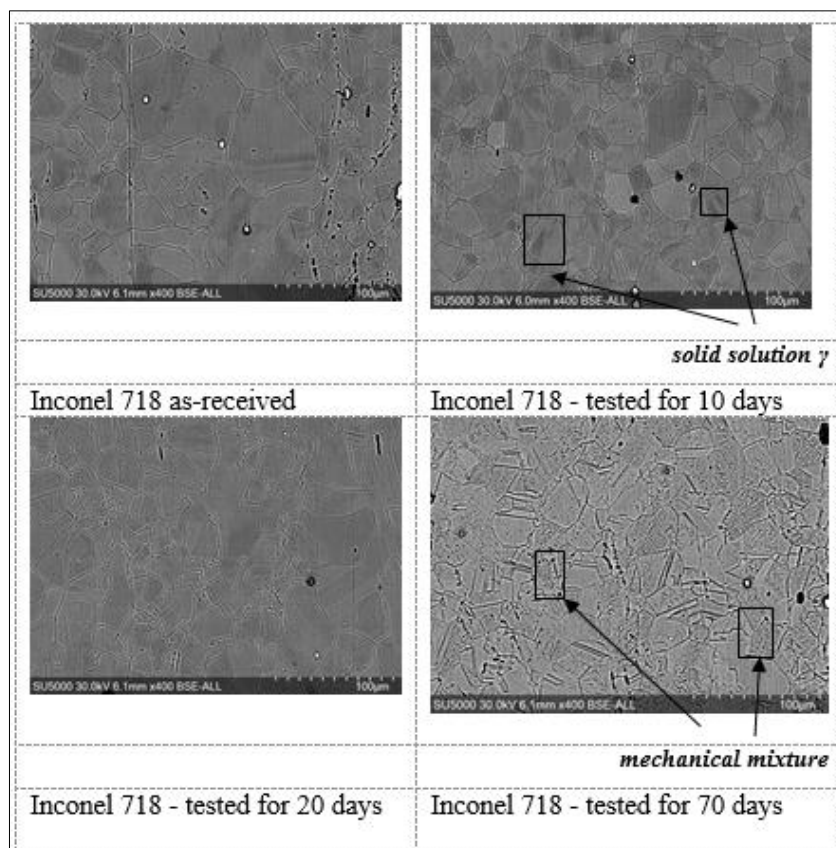 SU5000 30.0kV 6.1mm x400 BSE-ALL 100µm
SU5000 30.0kV 6.0mm x400 BSE-ALL 100µm
solid solution γ
Inconel 718 as-received
Inconel 718 - tested for 10 days
SU5000 30.0kV 6.1mm x400 BSE-ALL 100µm
SU5000 30.0kV 6.1mm x400 BSE-ALL 100µm
mechanical mixture
Inconel 718 - tested for 20 days
Inconel 718 - tested for 70 days